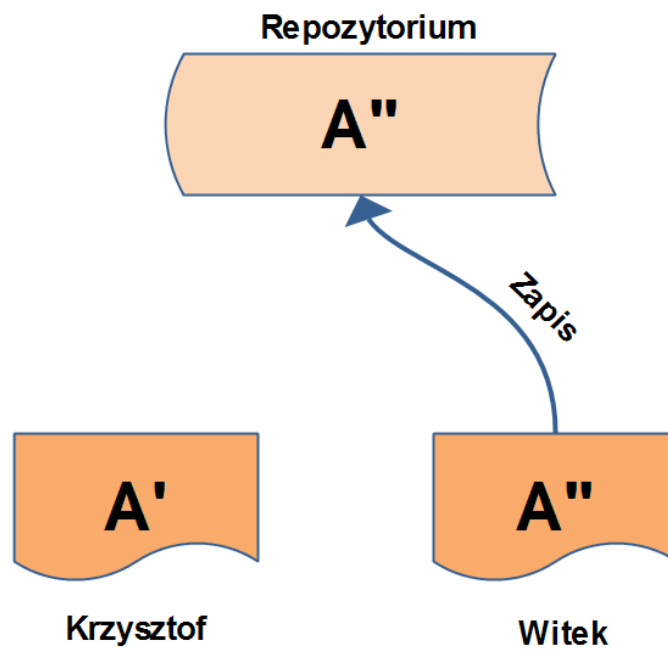 Repozytorium
A"
Zapis
A'
A"
Krzysztof
Witek